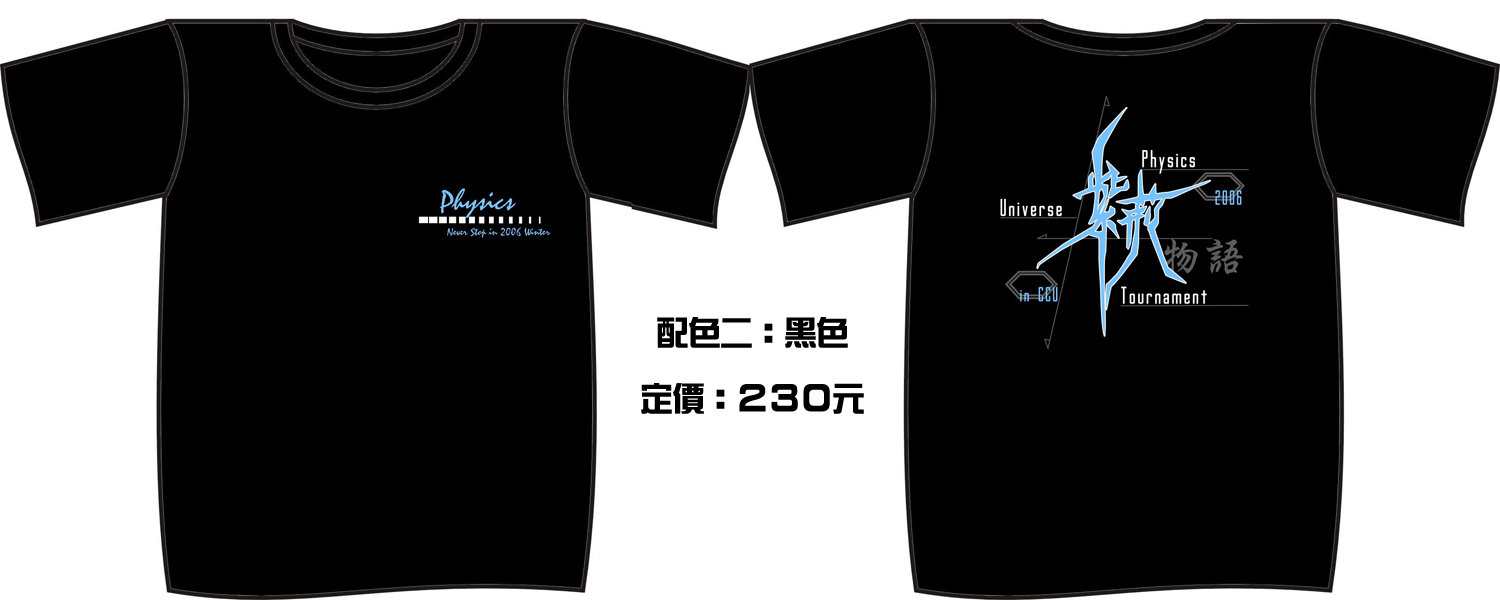 Physics
Never Stop in 2006 Winter
配色二：黑色
定價：230元
Physics
2006
Universe
物語
in CCU
Tournament